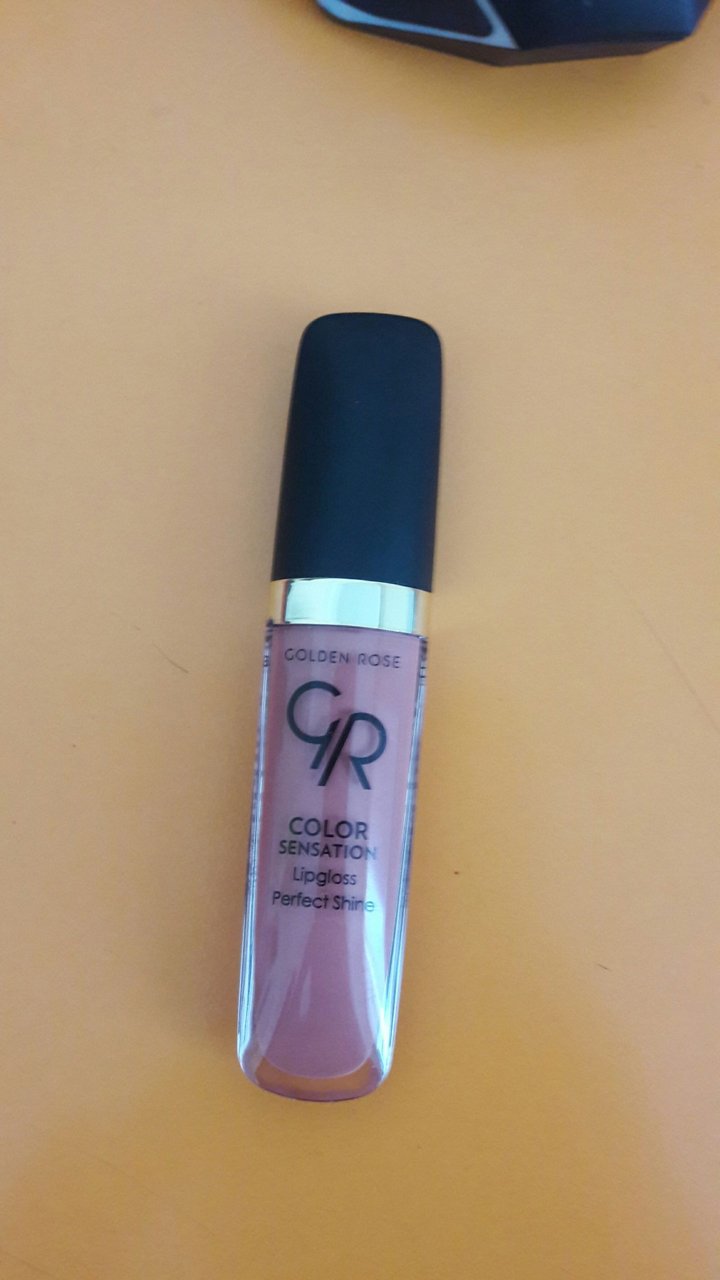 GOLDEN ROSE
GR
COLOR
SENSATION
Lipgloss
Perfect Shine